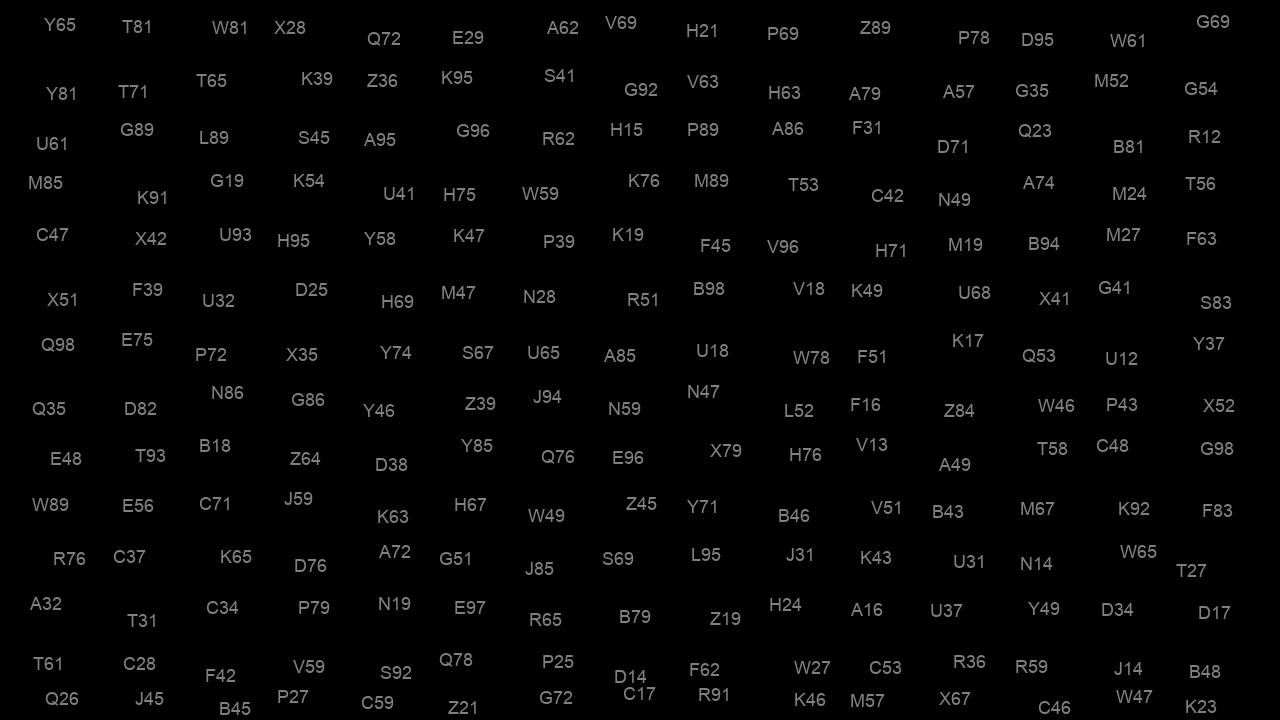 Y65 T81 W81 X28 Q72 E29 A62 V69 H21 P69 Z89 P78 D95 W61 G69
Y81 T71 T65 K39 Z36 K95 S41 G92 V63 H63 A79 A57 G35 M52 G54
U61 G89 L89 S45 A95 G96 R62 H15 P89 A86 F31 D71 Q23 B81 R12
M85 K91 G19 K54 U41 H75 W59 K76 M89 T53 C42 N49 A74 M24 T56
C47 X42 U93 H95 Y58 K47 P39 K19 F45 V96 H71 M19 B94 M27 F63
X51 F39 U32 D25 H69 M47 N28 R51 B98 V18 K49 U68 X41 G41 S83
Q98 E75 P72 X35 Y74 S67 U65 A85 U18 W78 F51 K17 Q53 U12 Y37
Q35 D82 N86 G86 Y46 Z39 J94 N59 N47 L52 F16 Z84 W46 P43 X52
E48 T93 B18 Z64 D38 Y85 Q76 E96 X79 H76 V13 A49 T58 C48 G98
W89 E56 C71 J59 K63 H67 W49 Z45 Y71 B46 V51 B43 M67 K92 F83
R76 C37 K65 D76 A72 G51 J85 S69 L95 J31 K43 U31 N14 W65 T27
A32 T31 C34 P79 N19 E97 R65 B79 Z19 H24 A16 U37 Y49 D34 D17
T61 C28 F42 V59 S92 Q78 P25 D14 F62 W27 C53 R36 R59 J14 B48
Q26 J45 B45 P27 C59 Z21 G72 C17 R91 K46 M57 X67 C46 W47 K23